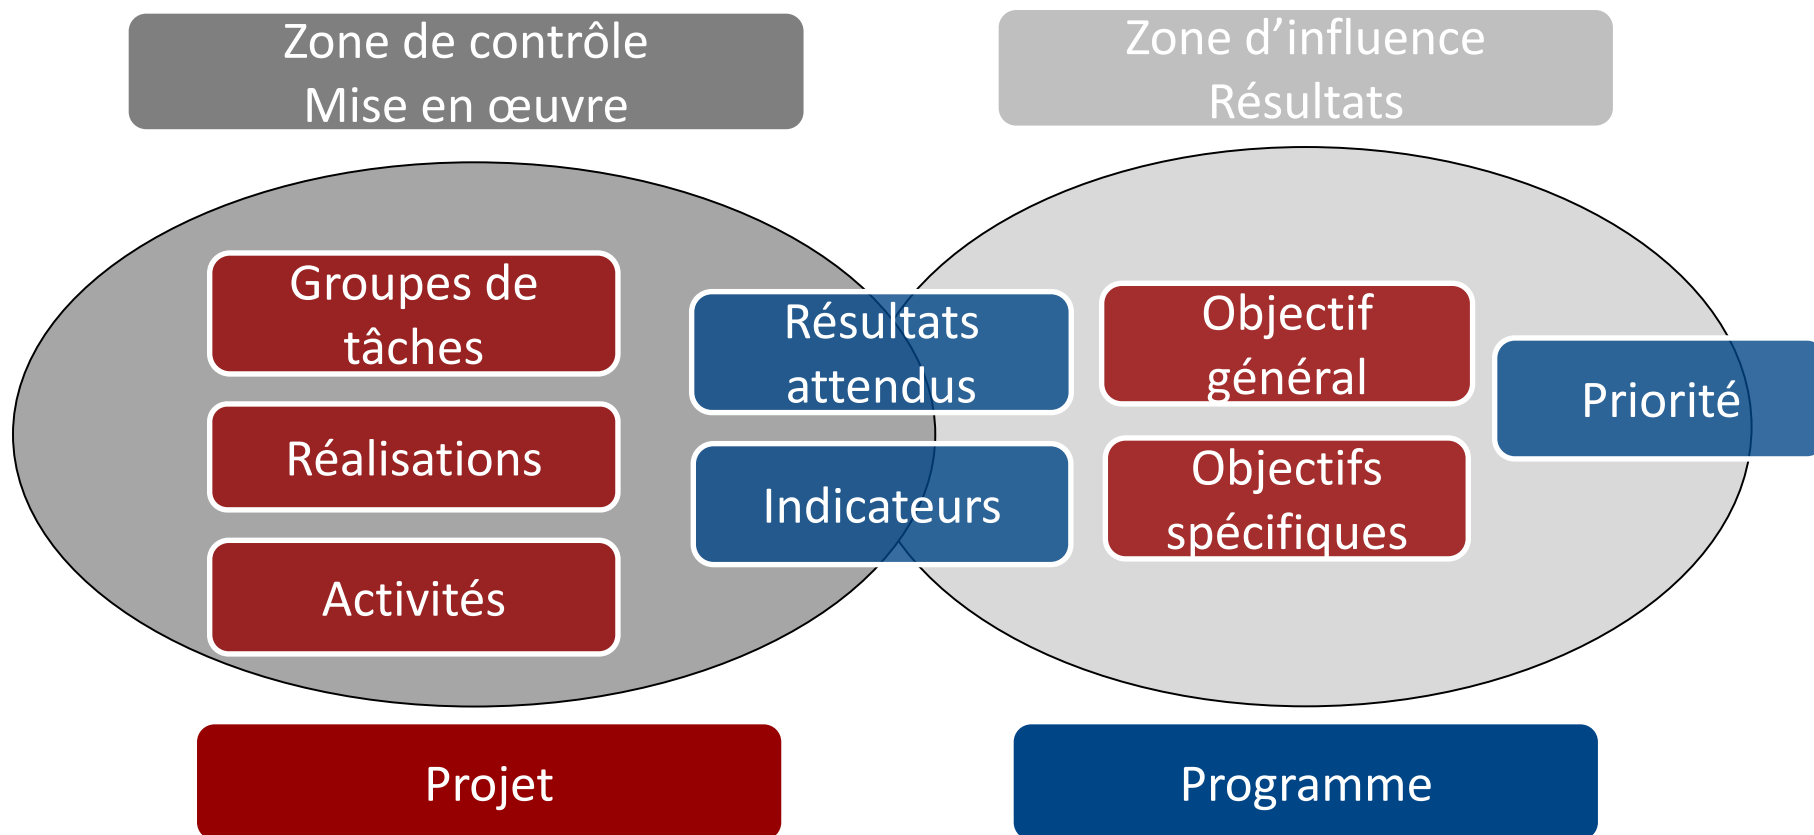 Zone de contrôle
Mise en œuvre
Zone d’influence
Résultats
Groupes de
tâches
Réalisations
Activités
Résultats
attendus
Indicateurs
Objectif
général
Objectifs
spécifiques
Priorité
Projet
Programme